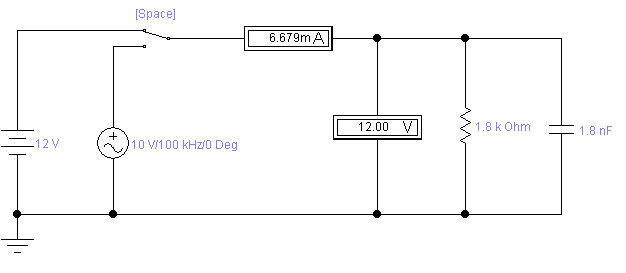 [Space]
6.679m A
12 V
10 V/100 kHz/0 Deg
12.00 V
1.8 k Ohm
1.8 nF